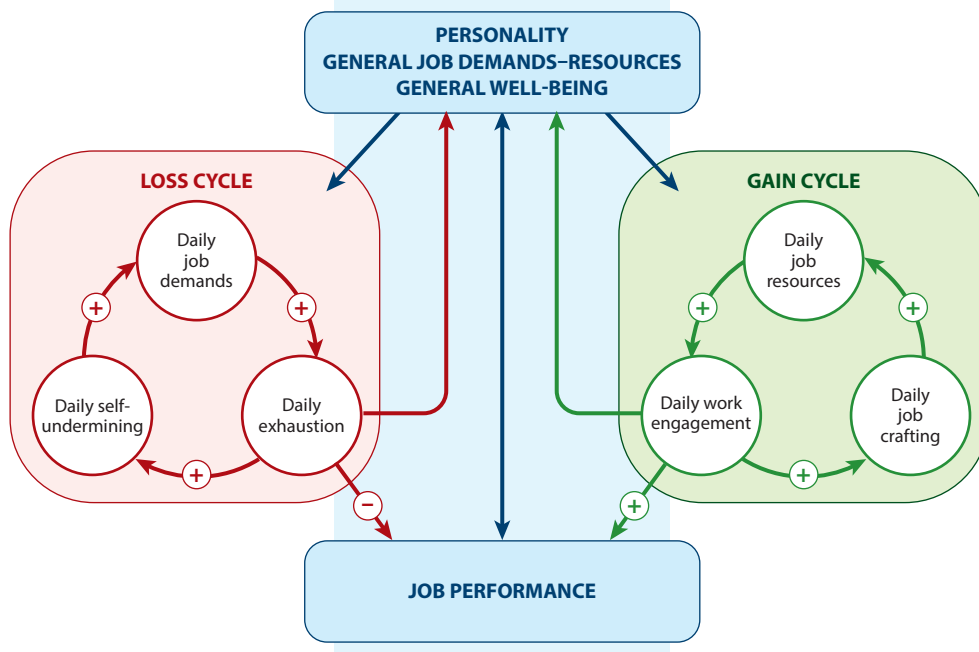 PERSONALITY
GENERAL JOB DEMANDS–RESOURCES
GENERAL WELL-BEING
LOSS CYCLE
Daily
job
demands
+
+
Daily self-
undermining
Daily
exhaustion
+
−
GAIN CYCLE
Daily
job
resources
+
+
Daily work
engagement
Daily
job
crafting
+
+
JOB PERFORMANCE